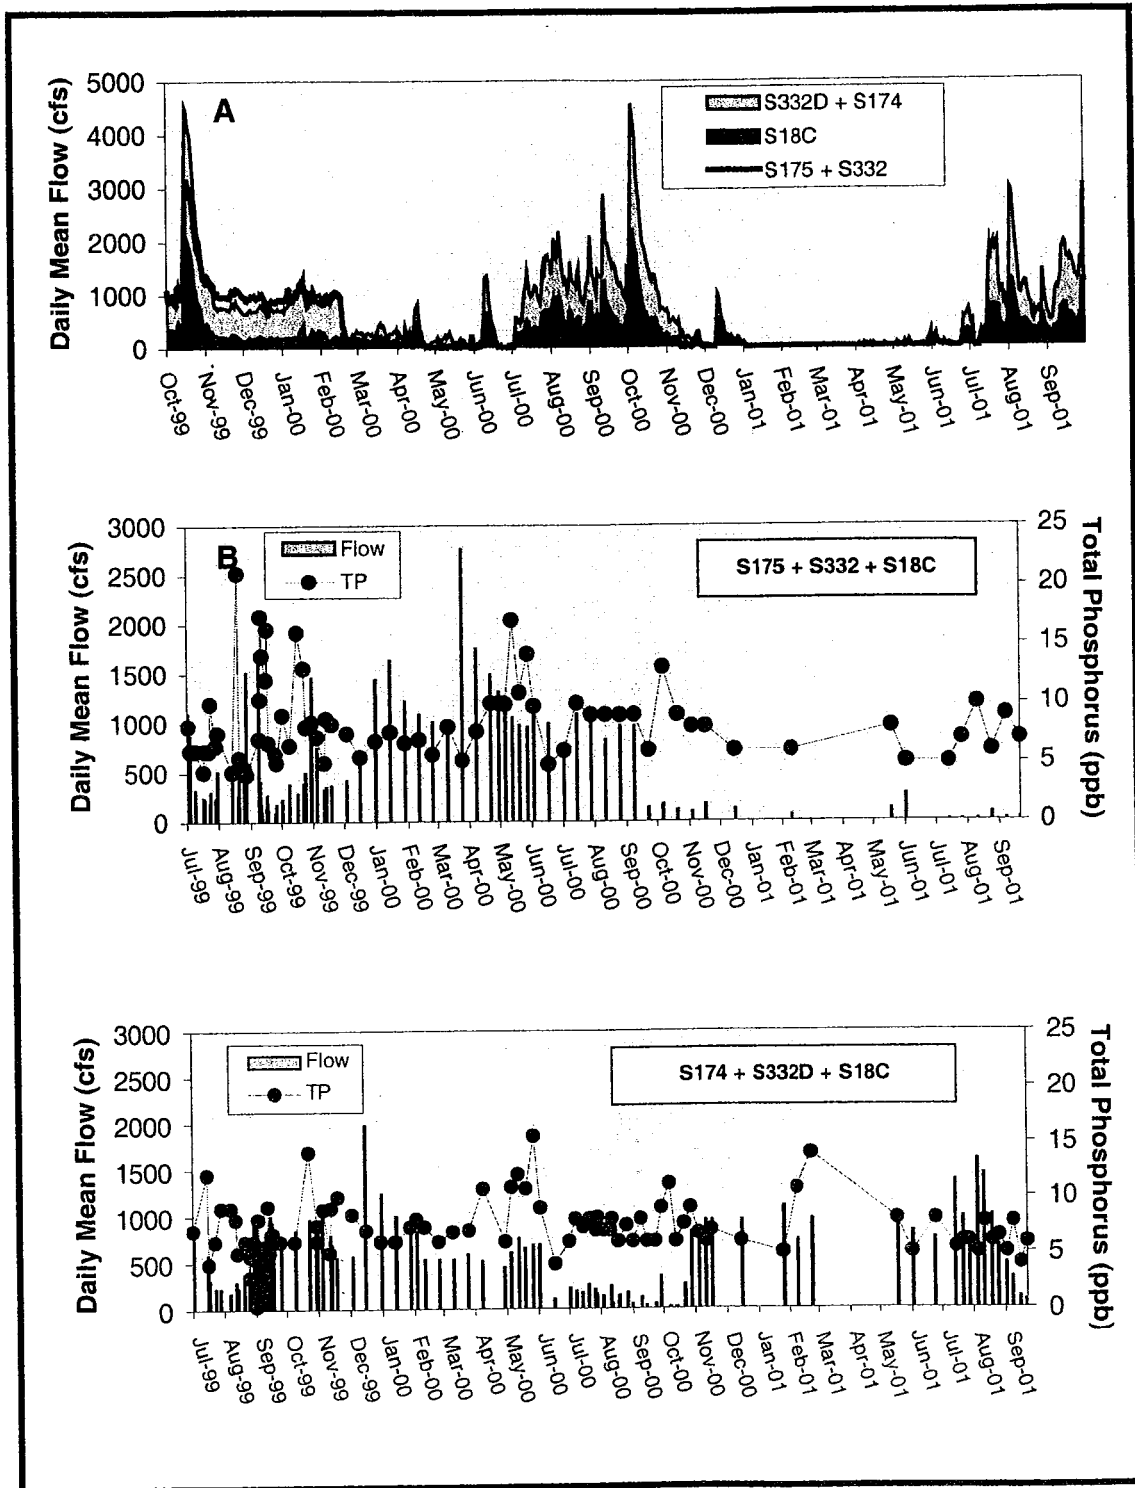 A
Daily Mean Flow (cfs)
5000
4000
3000
2000
1000
0
S332D + S174
S18C
S175 + S332
Oct-99
Nov-99
Dec-99
Jan-00
Feb-00
Mar-00
Apr-00
May-00
Jun-00
Jul-00
Aug-00
Sep-00
Oct-00
Nov-00
Dec-00
Jan-01
Feb-01
Mar-01
Apr-01
May-01
Jun-01
Jul-01
Aug-01
Sep-01
B
Daily Mean Flow (cfs)
3000
2500
2000
1500
1000
500
0
Flow
TP
S175 + S332 + S18C
25
20
15
10
5
0
Total Phosphorus (ppb)
Jul-99
Aug-99
Sep-99
Oct-99
Nov-99
Dec-99
Jan-00
Feb-00
Mar-00
Apr-00
May-00
Jun-00
Jul-00
Aug-00
Sep-00
Oct-00
Nov-00
Dec-00
Jan-01
Feb-01
Mar-01
Apr-01
May-01
Jun-01
Jul-01
Aug-01
Sep-01
Daily Mean Flow (cfs)
3000
2500
2000
1500
1000
500
0
Flow
TP
S174 + S332D + S18C
25
20
15
10
5
0
Total Phosphorus (ppb)
Jul-99
Aug-99
Sep-99
Oct-99
Nov-99
Dec-99
Jan-00
Feb-00
Mar-00
Apr-00
May-00
Jun-00
Jul-00
Aug-00
Sep-00
Oct-00
Nov-00
Dec-00
Jan-01
Feb-01
Mar-01
Apr-01
May-01
Jun-01
Jul-01
Aug-01
Sep-01